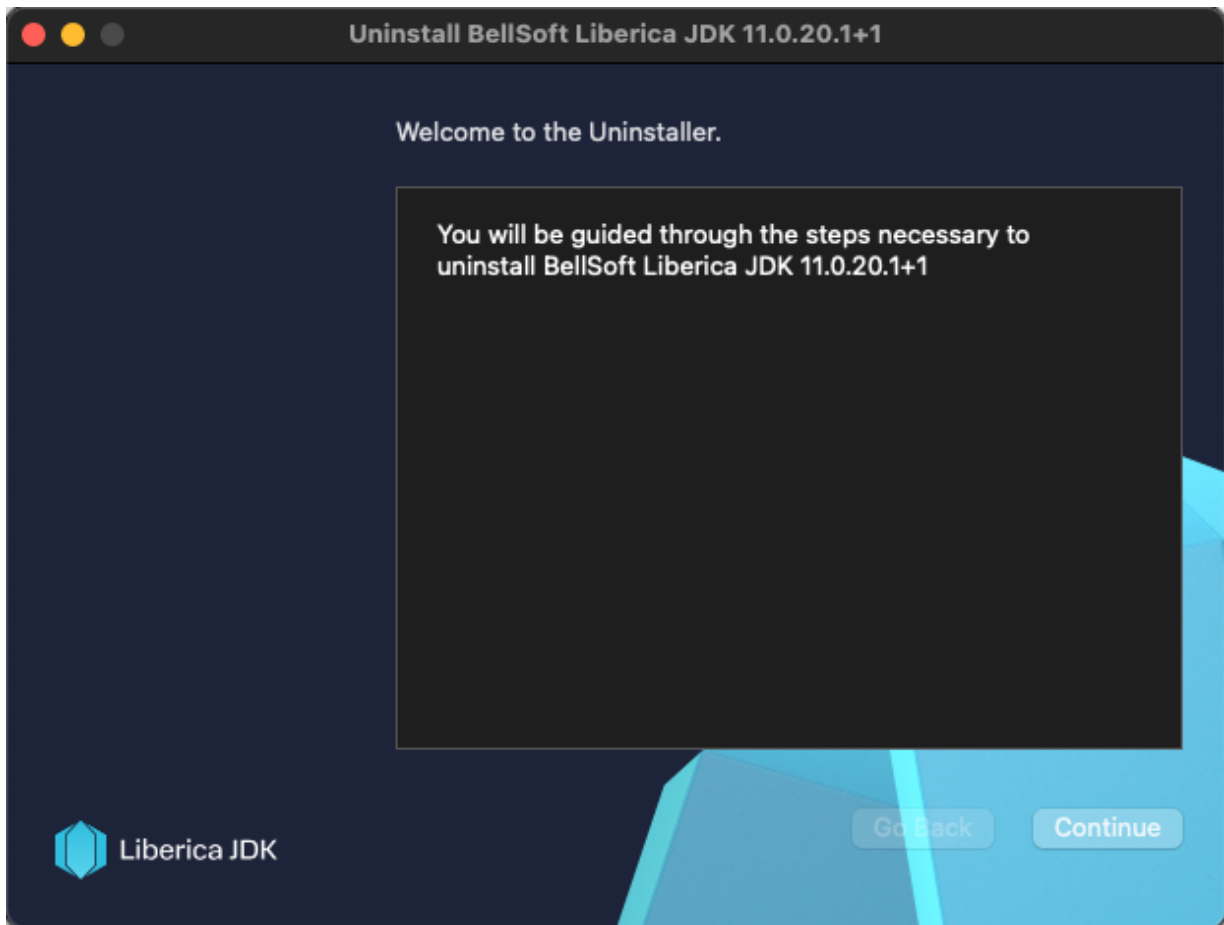 Uninstall BellSoft Liberica JDK 11.0.20.1+1
Welcome to the Uninstaller.
You will be guided through the steps necessary to
uninstall BellSoft Liberica JDK 11.0.20.1+1
Go Back
Continue
Liberica JDK